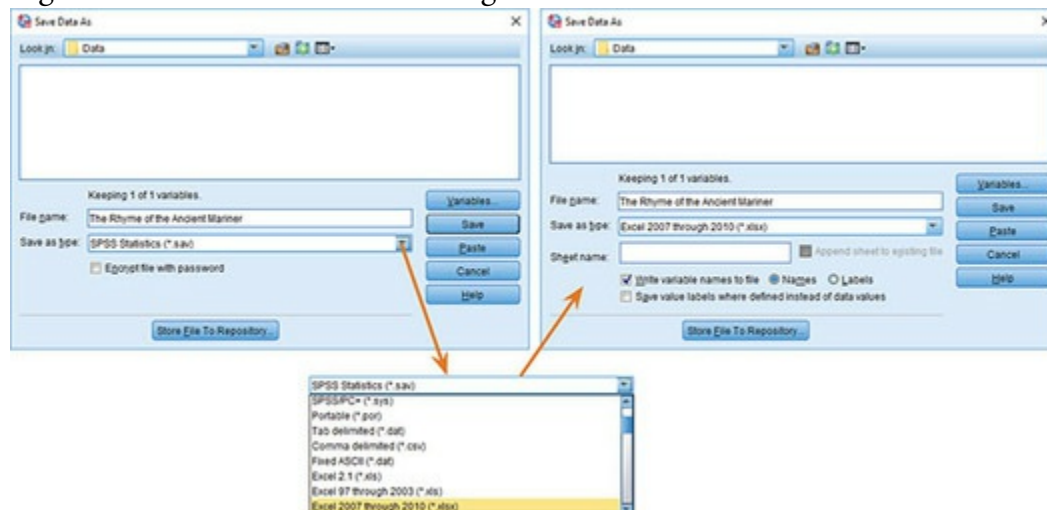 Save Data As
Look in: Data
Keeping 1 of 1 variables.
File name: The Rhyme of the Ancient Mariner
Save as type: SPSS Statistics (*.sav)
Encrypt file with password
Variables...
Save
Paste
Cancel
Help
Store File To Repository...
Save Data As
Look in: Data
Keeping 1 of 1 variables.
File name: The Rhyme of the Ancient Mariner
Save as type: Excel 2007 through 2010 (*.xlsx)
Sheet name: Append sheet to existing file
Write variable names to file Names Labels
Save value labels where defined instead of data values
Variables...
Save
Paste
Cancel
Help
Store File To Repository...
SPSS Statistics (*.sav)
SPSS/PC+ (*.sys)
Portable (*.por)
Tab delimited (*.dat)
Comma delimited (*.csv)
Fixed ASCII (*.dat)
Excel 2.1 (*.xls)
Excel 97 through 2003 (*.xls)
Excel 2007 through 2010 (*.xlsx)